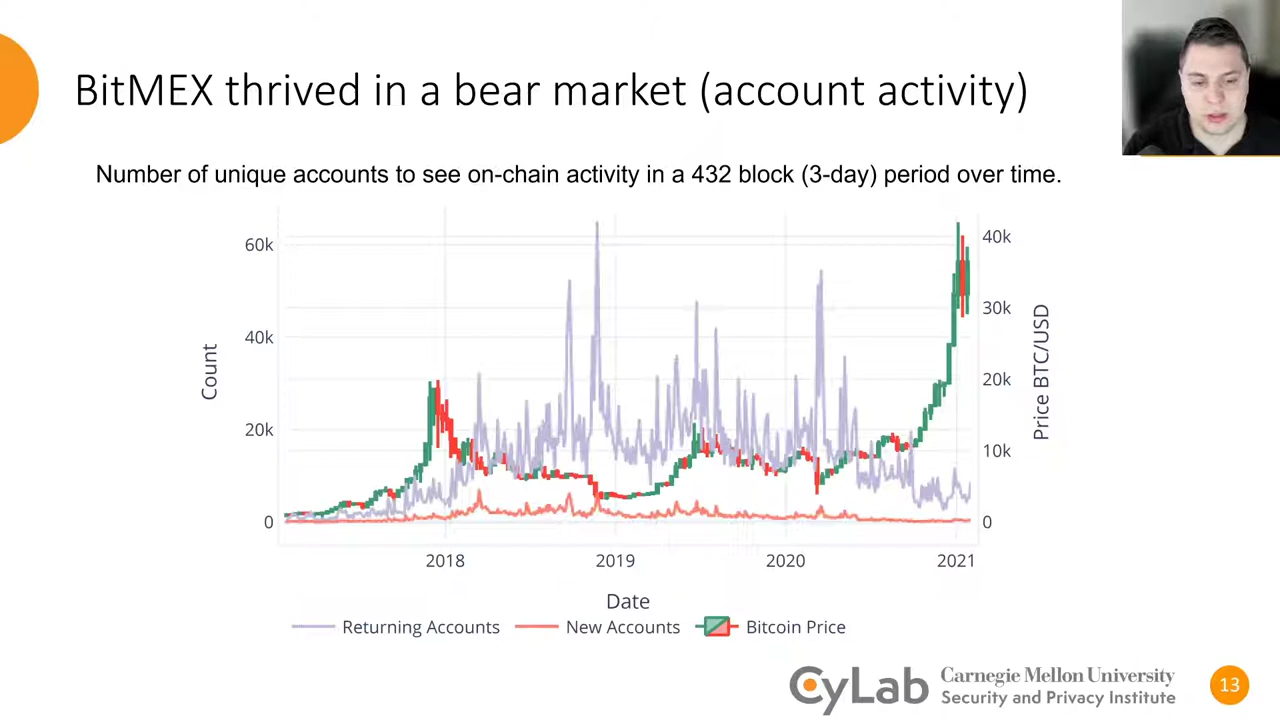 BitMEX thrived in a bear market (account activity)
Number of unique accounts to see on-chain activity in a 432 block (3-day) period over time.
60k
40k
20k
0
Count
40k
30k
20k
10k
0
Price BTC/USD
2018
2019
2020
2021
Date
Returning Accounts
New Accounts
Bitcoin Price
CyLab
Carnegie Mellon University
Security and Privacy Institute
13